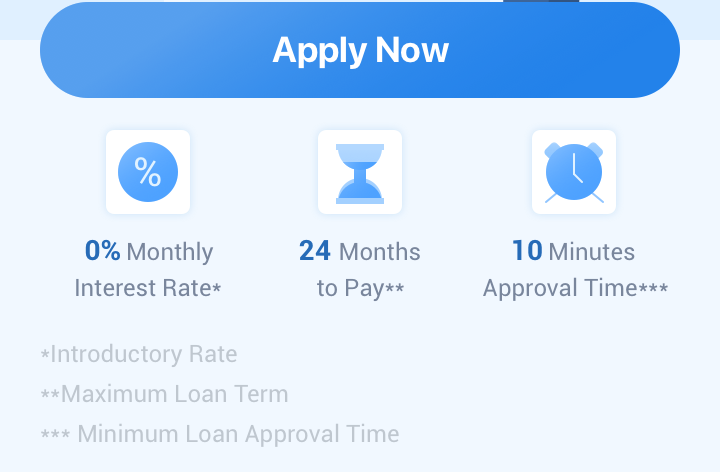 Apply Now
%
0% Monthly
Interest Rate*
24 Months
to Pay**
10 Minutes
Approval Time***
*Introductory Rate
**Maximum Loan Term
*** Minimum Loan Approval Time